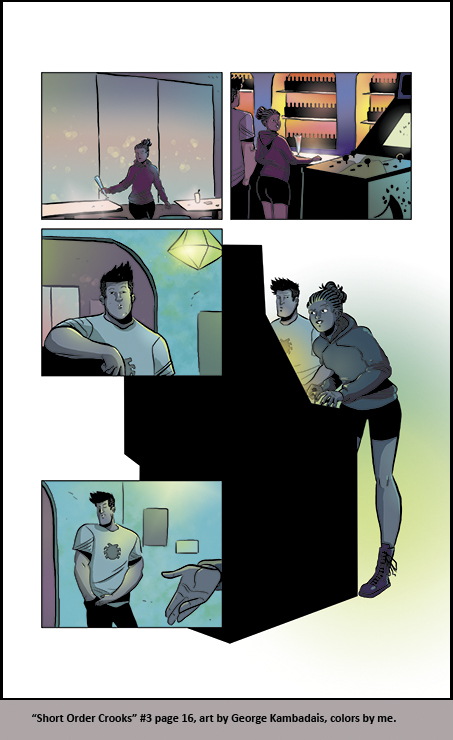 “Short Order Crooks” #3 page 16, art by George Kambadais, colors by me.